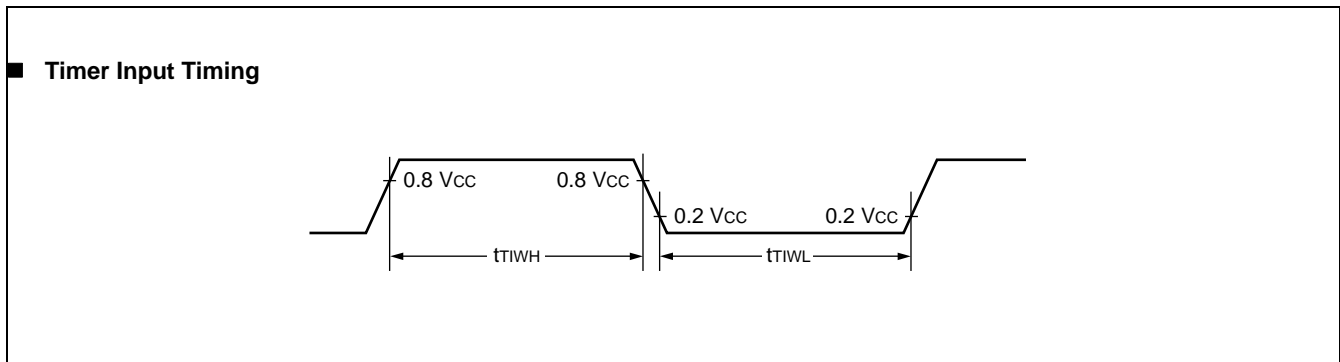 ■ Timer Input Timing
0.8 VCC 0.8 VCC
0.2 VCC 0.2 VCC
tTIWH tTIWL